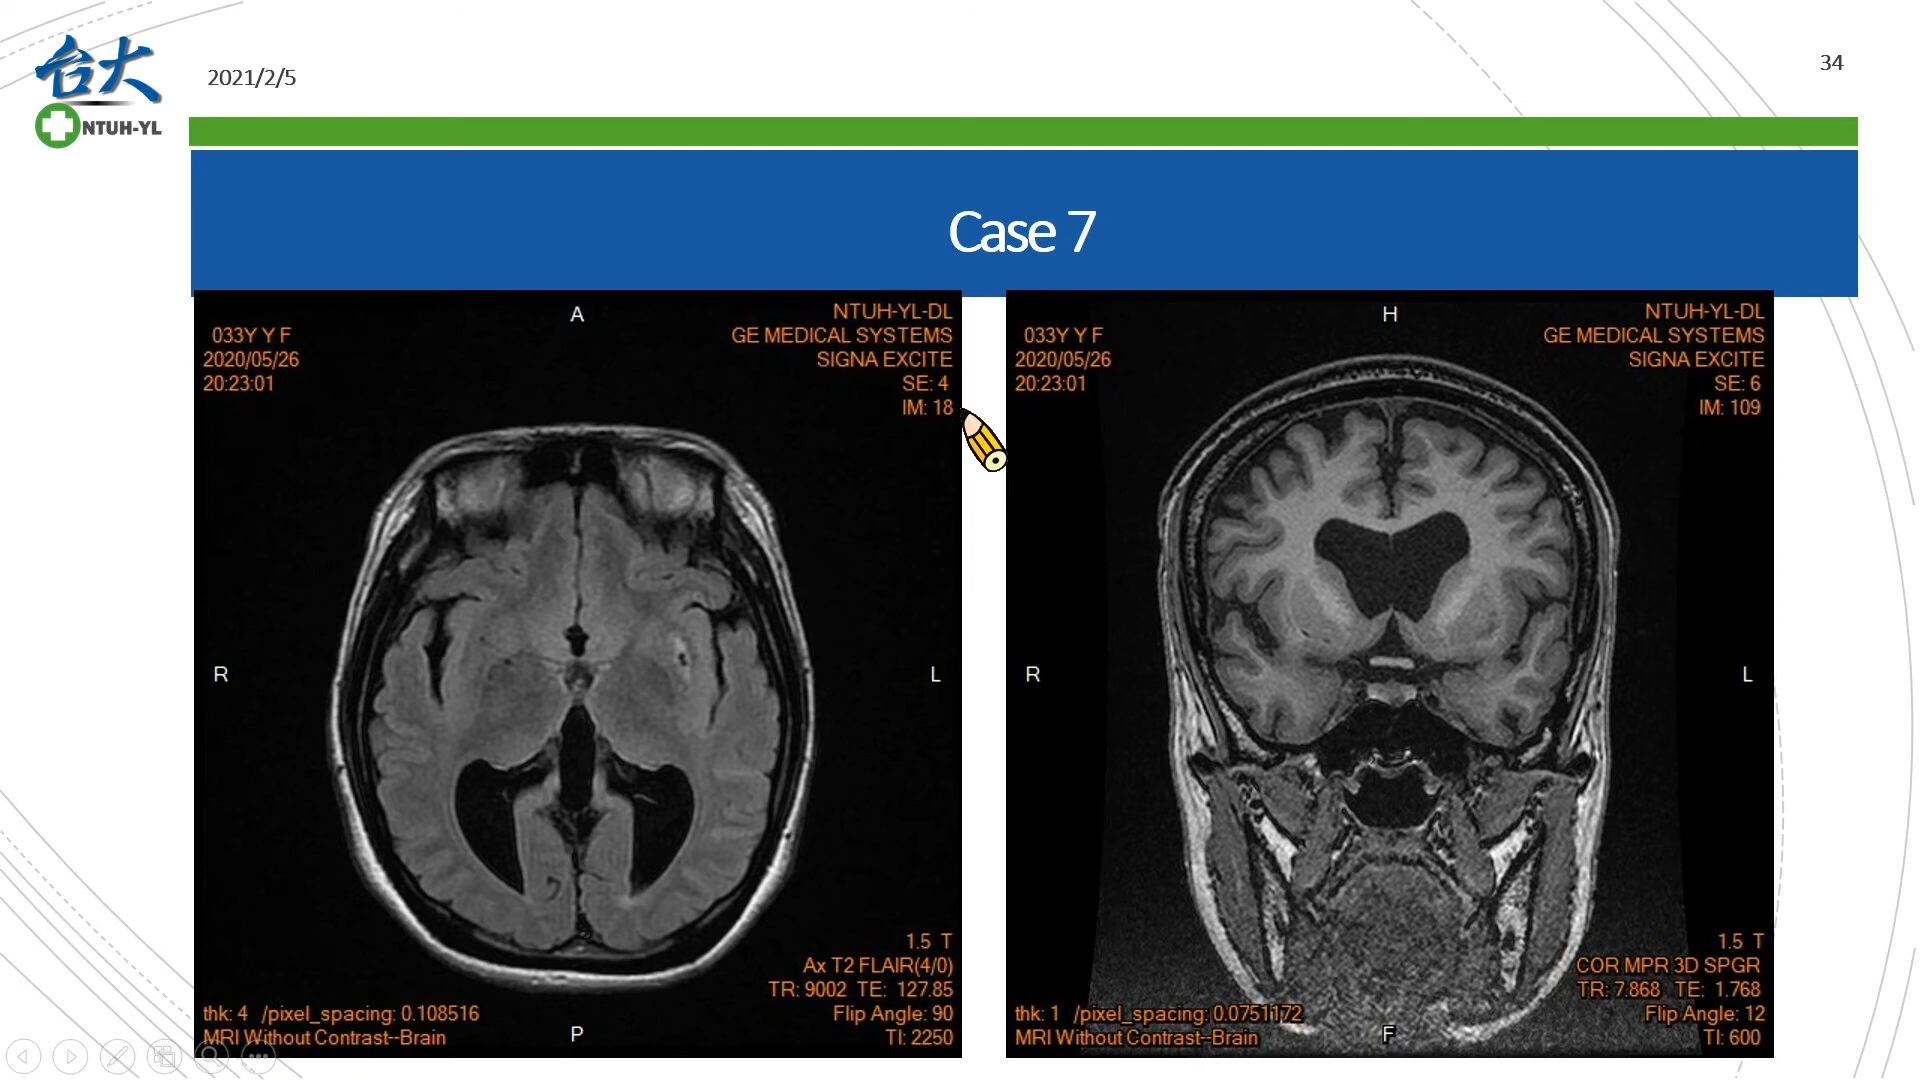 台大
NTUH-YL
2021/2/5
34
Case 7
A
033Y Y F
2020/05/26
20:23:01
NTUH-YL-DL
GE MEDICAL SYSTEMS
SIGNA EXCITE
SE: 4
IM: 18
R
L
1.5 T
Ax T2 FLAIR(4/0)
TR: 9002 TE: 127.85
Flip Angle: 90
TI: 2250
thk: 4 /pixel_spacing: 0.108516
MRI Without Contrast--Brain
P
H
033Y Y F
2020/05/26
20:23:01
NTUH-YL-DL
GE MEDICAL SYSTEMS
SIGNA EXCITE
SE: 6
IM: 109
R
L
1.5 T
COR MPR 3D SPGR
TR: 7.868 TE: 1.768
Flip Angle: 12
TI: 600
thk: 1 /pixel_spacing: 0.0751172
MRI Without Contrast--Brain
F